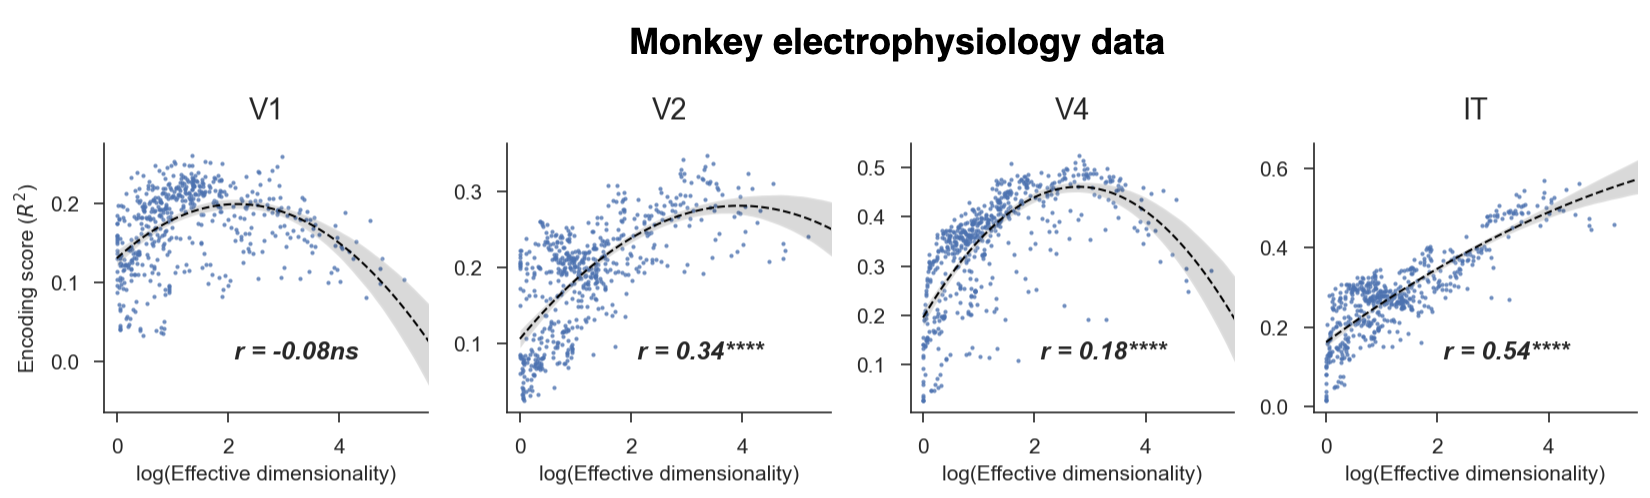 Monkey electrophysiology data
V1
V2
V4
IT
Encoding score (R²)
0.2
0.1
0.0
r = -0.08ns
0 2 4
log(Effective dimensionality)
0.3
0.2
0.1
r = 0.34****
0 2 4
log(Effective dimensionality)
0.5
0.4
0.3
0.2
0.1
r = 0.18****
0 2 4
log(Effective dimensionality)
0.6
0.4
0.2
0.0
r = 0.54****
0 2 4
log(Effective dimensionality)